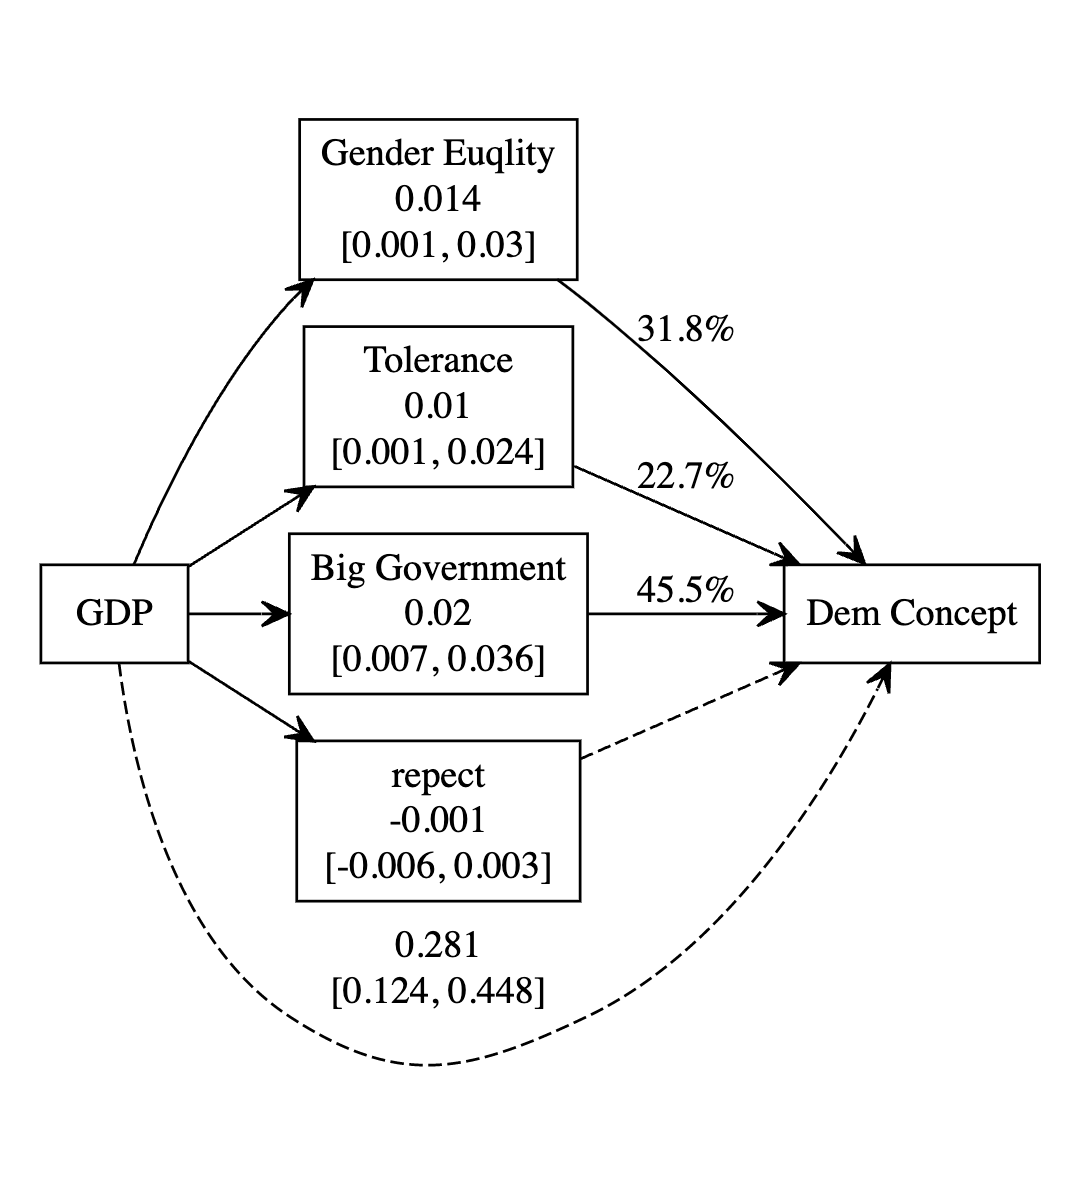 Gender Euqlity
0.014
[0.001, 0.03]
31.8%
Tolerance
0.01
[0.001, 0.024]
22.7%
Big Government
0.02
[0.007, 0.036]
45.5%
GDP
Dem Concept
repect
-0.001
[-0.006, 0.003]
0.281
[0.124, 0.448]